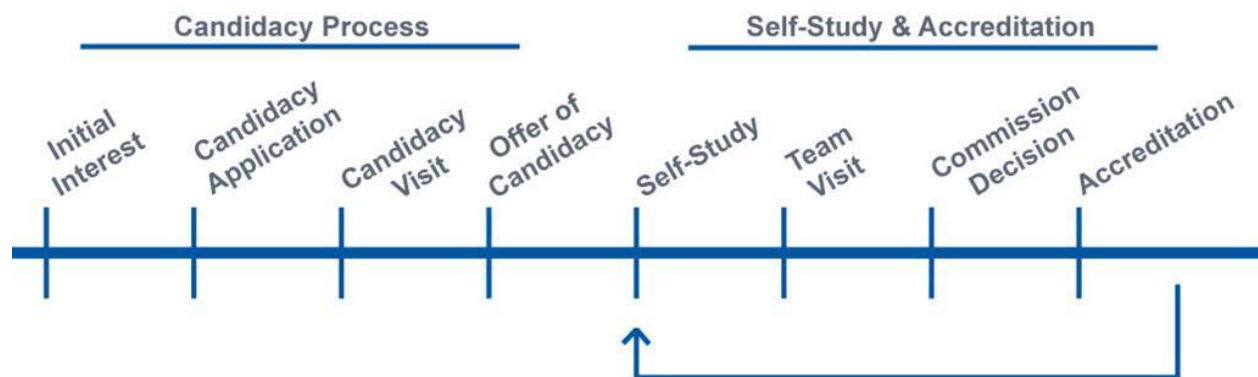 Candidacy Process
Self-Study & Accreditation
Initial
Interest
Candidacy
Application
Candidacy
Visit
Offer of
Candidacy
Self-Study
Team
Visit
Commission
Decision
Accreditation